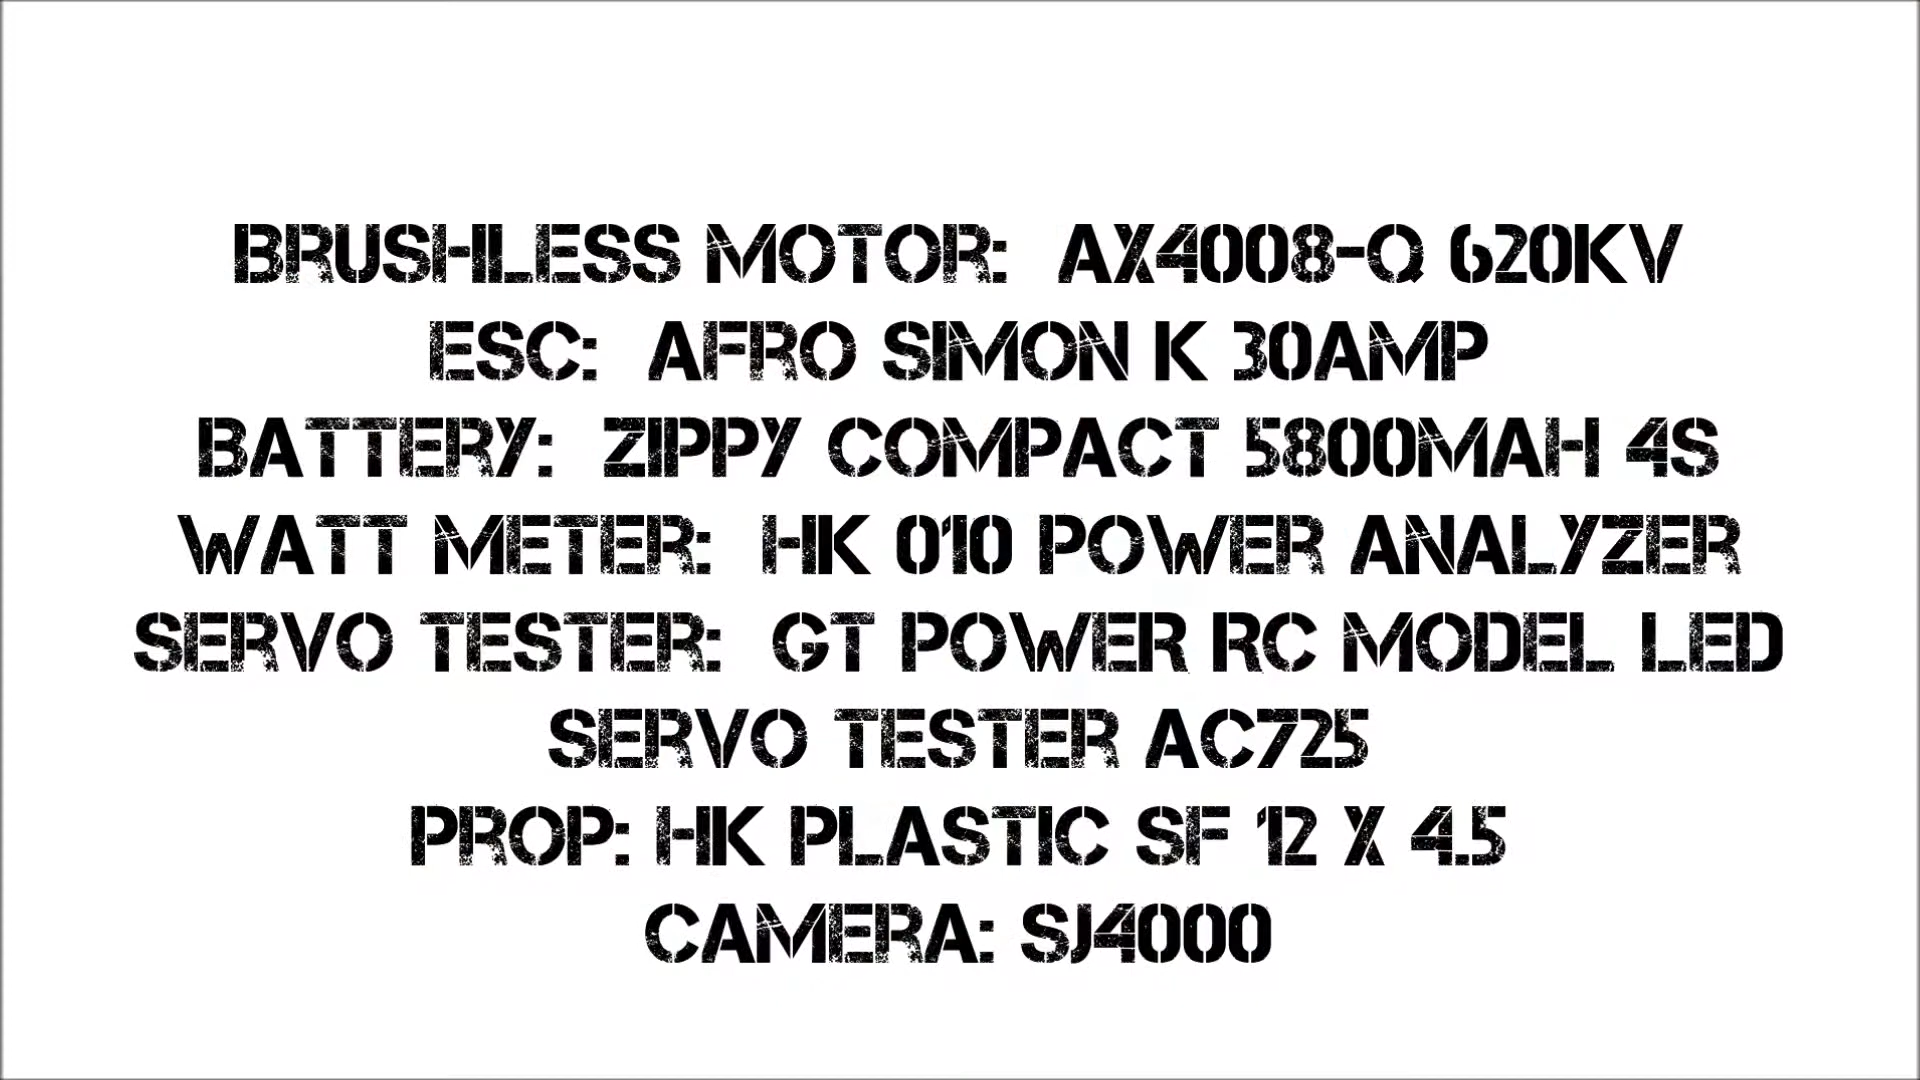 BRUSHLESS MOTOR: AX4008-Q 620KV
ESC: AFRO SIMON K 30AMP
BATTERY: ZIPPY COMPACT 5800MAH 4S
WATT METER: HK 010 POWER ANALYZER
SERVO TESTER: GT POWER RC MODEL LED
SERVO TESTER AC725
PROP: HK PLASTIC SF 12 X 4.5
CAMERA: SJ4000